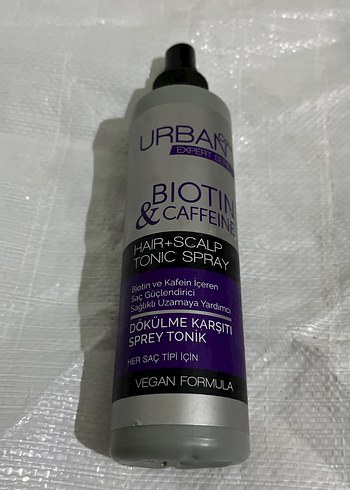 URBAN
EXPERT
BIOTIN
& CAFFEINE
HAIR+SCALP
TONIC SPRAY
Biotin ve Kafein İçeren
Saç Güçlendirici
Sağlıklı Uzamaya Yardımcı
DÖKÜLME KARŞITI
SPREY TONİK
HER SAÇ TİPİ İÇİN
VEGAN FORMULA